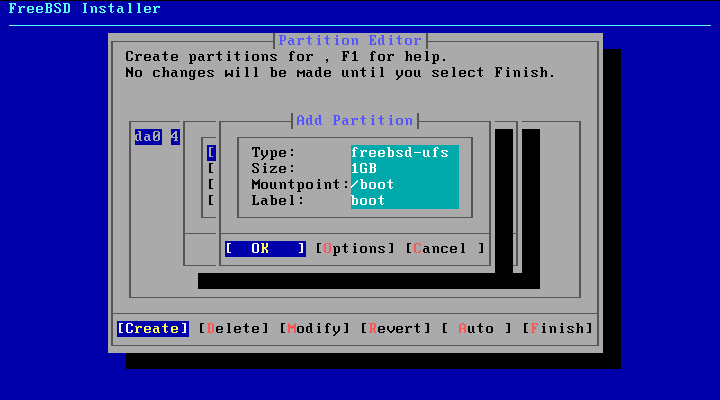 FreeBSD Installer
Partition Editor
Create partitions for , F1 for help.
No changes will be made until you select Finish.
Add Partition
da0 4
Type: freebsd-ufs
Size: 1GB
Mountpoint:/boot
Label: boot
[ OK ] [Options] [Cancel ]
[Create] [Delete] [Modify] [Revert] [ Auto ] [Finish]